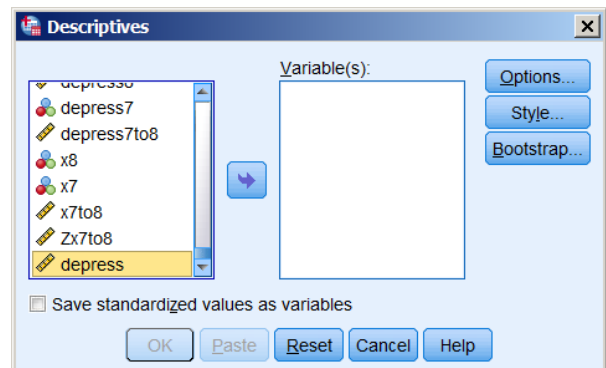 Descriptives
Variable(s):
depress7
depress7to8
x8
x7
x7to8
Zx7to8
depress
Options...
Style...
Bootstrap...
Save standardized values as variables
OK Paste Reset Cancel Help